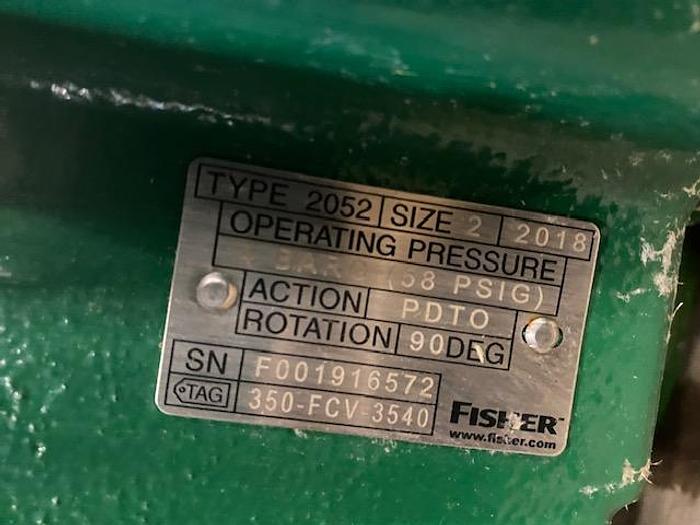 TYPE 2052 SIZE 2 2018
OPERATING PRESSURE
BARG (58 PSIG)
ACTION PDTO
ROTATION 90DEG
SN F001916572
TAG 350-FCV-3540
FISHER
www.fisher.com